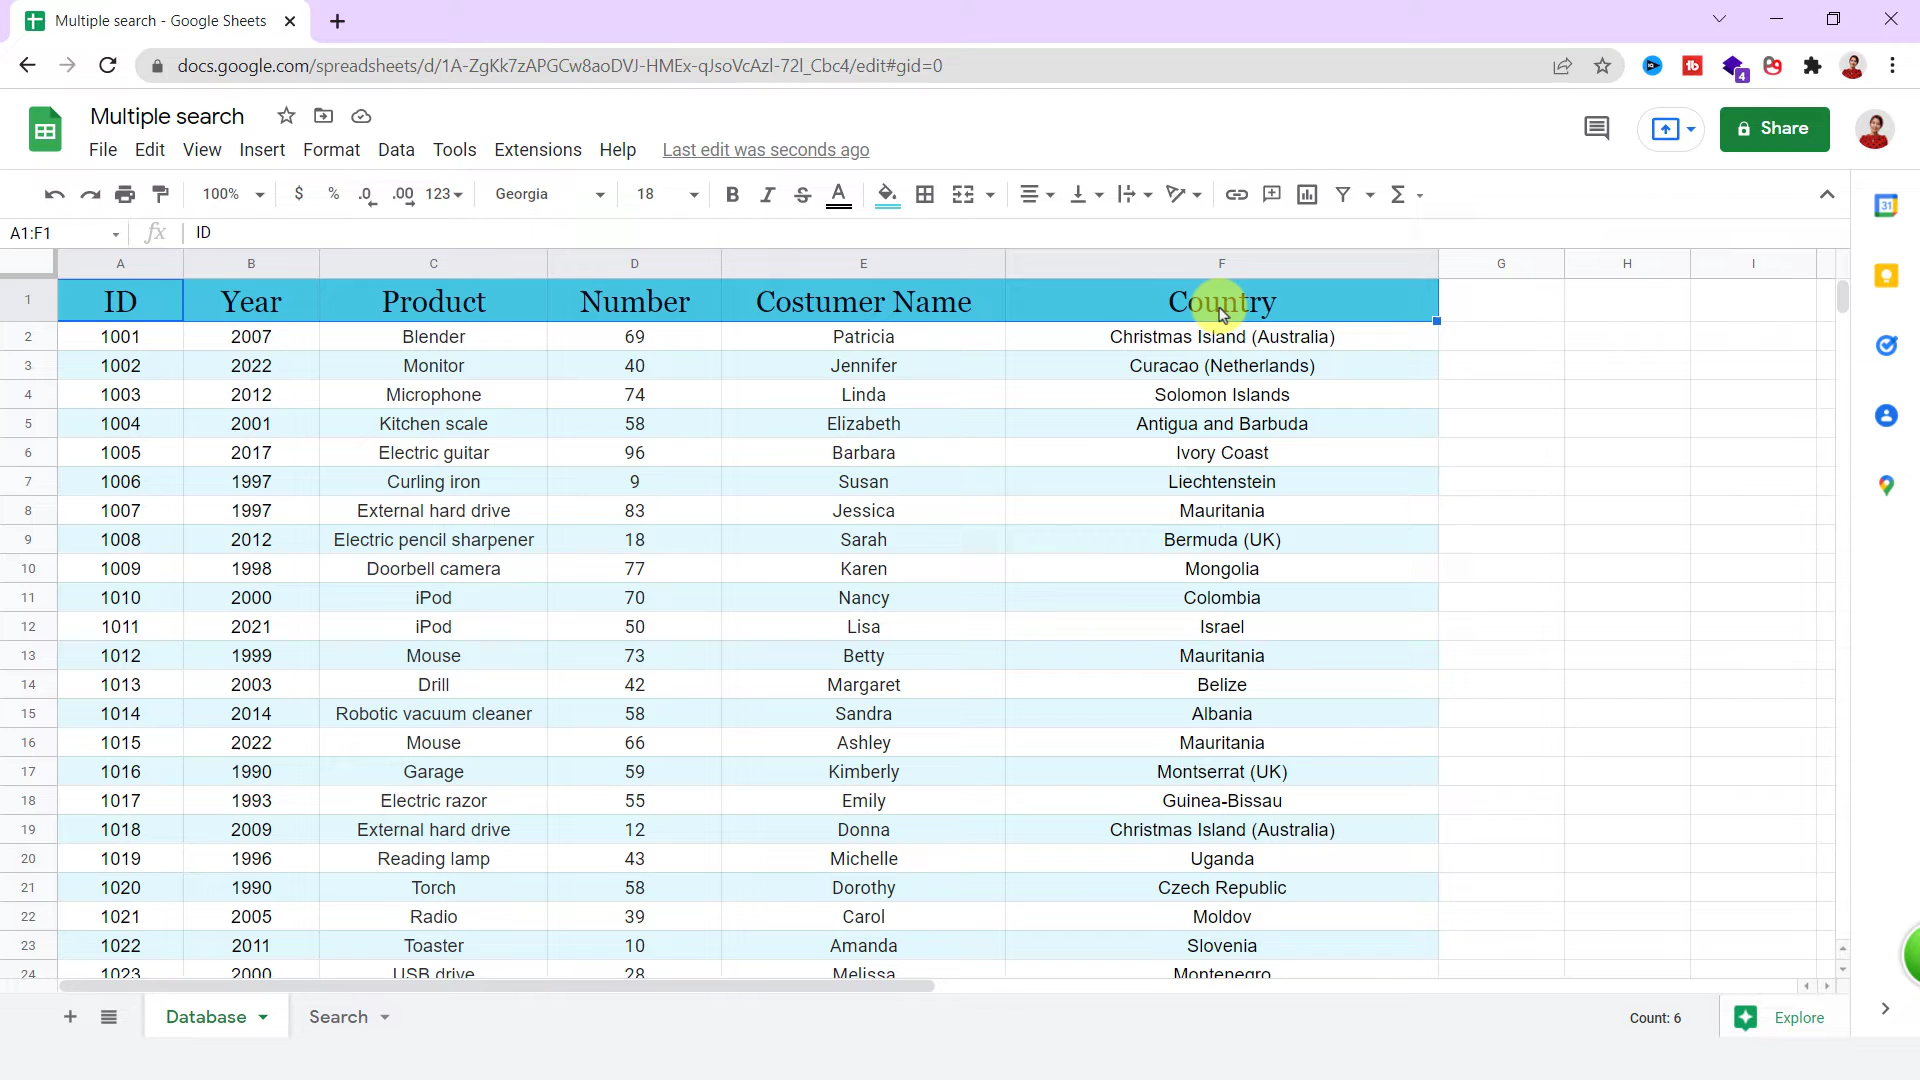 Multiple search - Google Sheets
docs.google.com/spreadsheets/d/1A-ZgKk7zAPGCw8aoDVJ-HMEx-qJsoVcAzl-72l_Cbc4/edit#gid=0
4
Multiple search
File Edit View Insert Format Data Tools Extensions Help Last edit was seconds ago
Share
100% $ % .0 .00 123 Georgia 18 B I S A Σ
31
A1:F1 fx ID
A B C D E F G H I
1 ID Year Product Number Costumer Name Country
2 1001 2007 Blender 69 Patricia Christmas Island (Australia)
3 1002 2022 Monitor 40 Jennifer Curacao (Netherlands)
4 1003 2012 Microphone 74 Linda Solomon Islands
5 1004 2001 Kitchen scale 58 Elizabeth Antigua and Barbuda
6 1005 2017 Electric guitar 96 Barbara Ivory Coast
7 1006 1997 Curling iron 9 Susan Liechtenstein
8 1007 1997 External hard drive 83 Jessica Mauritania
9 1008 2012 Electric pencil sharpener 18 Sarah Bermuda (UK)
10 1009 1998 Doorbell camera 77 Karen Mongolia
11 1010 2000 iPod 70 Nancy Colombia
12 1011 2021 iPod 50 Lisa Israel
13 1012 1999 Mouse 73 Betty Mauritania
14 1013 2003 Drill 42 Margaret Belize
15 1014 2014 Robotic vacuum cleaner 58 Sandra Albania
16 1015 2022 Mouse 66 Ashley Mauritania
17 1016 1990 Garage 59 Kimberly Montserrat (UK)
18 1017 1993 Electric razor 55 Emily Guinea-Bissau
19 1018 2009 External hard drive 12 Donna Christmas Island (Australia)
20 1019 1996 Reading lamp 43 Michelle Uganda
21 1020 1990 Torch 58 Dorothy Czech Republic
22 1021 2005 Radio 39 Carol Moldov
23 1022 2011 Toaster 10 Amanda Slovenia
24 1023 2000 USB drive 28 Melissa Montenegro
Database Search Count: 6 Explore